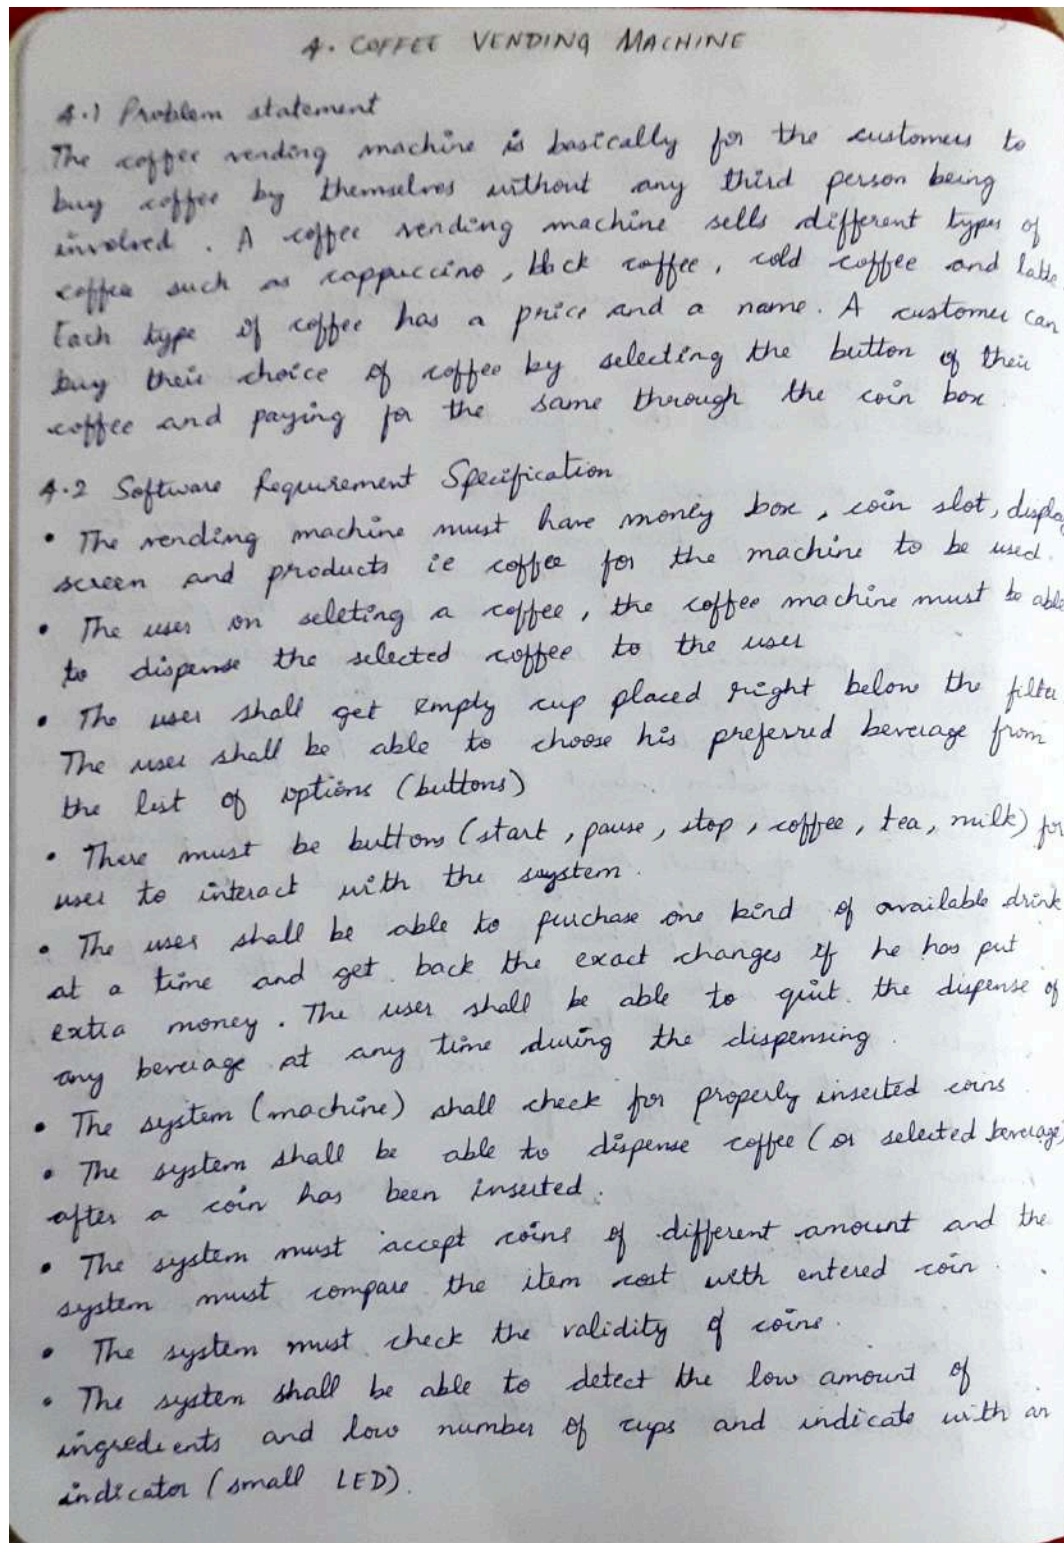 4. COFFEE VENDING MACHINE
4.1 Problem statement
The coffee vending machine is basically for the customers to
buy coffee by themselves without any third person being
involved. A coffee vending machine sells different types of
coffee such as cappuccino, black coffee, cold coffee and latte
Each type of coffee has a price and a name. A customer can
buy their choice of coffee by selecting the button of their
coffee and paying for the same through the coin box.
4.2 Software Requirement Specification
• The vending machine must have money box, coin slot, display
screen and products ie coffee for the machine to be used.
• The user on seleting a coffee, the coffee machine must be able
to dispense the selected coffee to the user
• The user shall get empty cup placed right below the filter
The user shall be able to choose his preferred beverage from
the list of options (buttons)
• There must be buttons (start, pause, stop, coffee, tea, milk) for
user to interact with the system.
• The user shall be able to purchase one kind of available drink
at a time and get back the exact changes if he has put
extra money. The user shall be able to quit the dispense of
any beverage at any time during the dispensing.
• The system (machine) shall check for properly inserted coins
• The system shall be able to dispense coffee (or selected beverage)
after a coin has been inserted.
• The system must accept coins of different amount and the
system must compare the item cost with entered coin.
• The system must check the validity of coins.
• The system shall be able to detect the low amount of
ingredients and low number of cups and indicate with an
indicator (small LED).